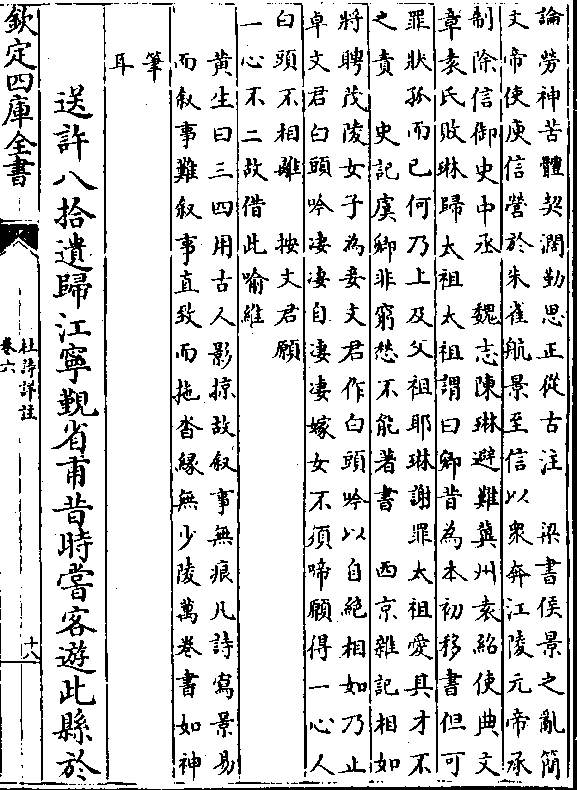 論勞神苦體契濶勤思正從古注　梁書侯景之亂簡
文帝使庾信營於朱雀航景至信以衆奔江陵元帝承
制除信御史中丞　魏志陳琳避難冀州袁紹使典文
章袁氏敗琳歸太祖太祖謂曰卿昔為本初移書但可
罪狀孤而已何乃上及父祖耶琳謝罪太祖愛其才不
之責　史記虞卿非窮愁不能著書　西京雜記相如
將聘茂陵女子為妾文君作白頭吟以自絕相如乃止
卓文君白頭吟凄凄自凄凄嫁女不須啼願得一心人
白頭不相離　按文君願
一心不二故借此喻維
黄生曰三四用古人影掠故叙事無痕凡詩寫景易
而叙事難叙事直致而拖沓緣無少陵萬卷書如神
筆
耳
送許八拾遺歸江寧覲省甫昔時嘗客遊此縣於
欽定四庫全書
杜詩詳註
卷六
十八